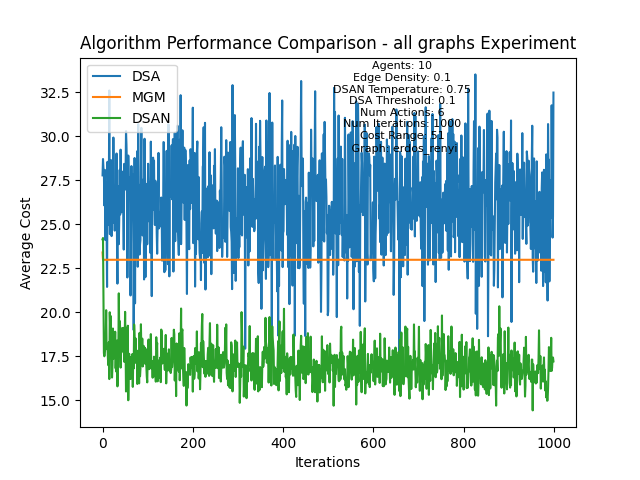 Algorithm Performance Comparison - all graphs Experiment
DSA
MGM
DSAN
Agents: 10
Edge Density: 0.1
DSAN Temperature: 0.75
DSA Threshold: 0.1
Num Actions: 6
Num Iterations: 1000
Cost Range: 51
Graph: erdos_renyi
Average Cost
32.5
30.0
27.5
25.0
22.5
20.0
17.5
15.0
0 200 400 600 800 1000
Iterations